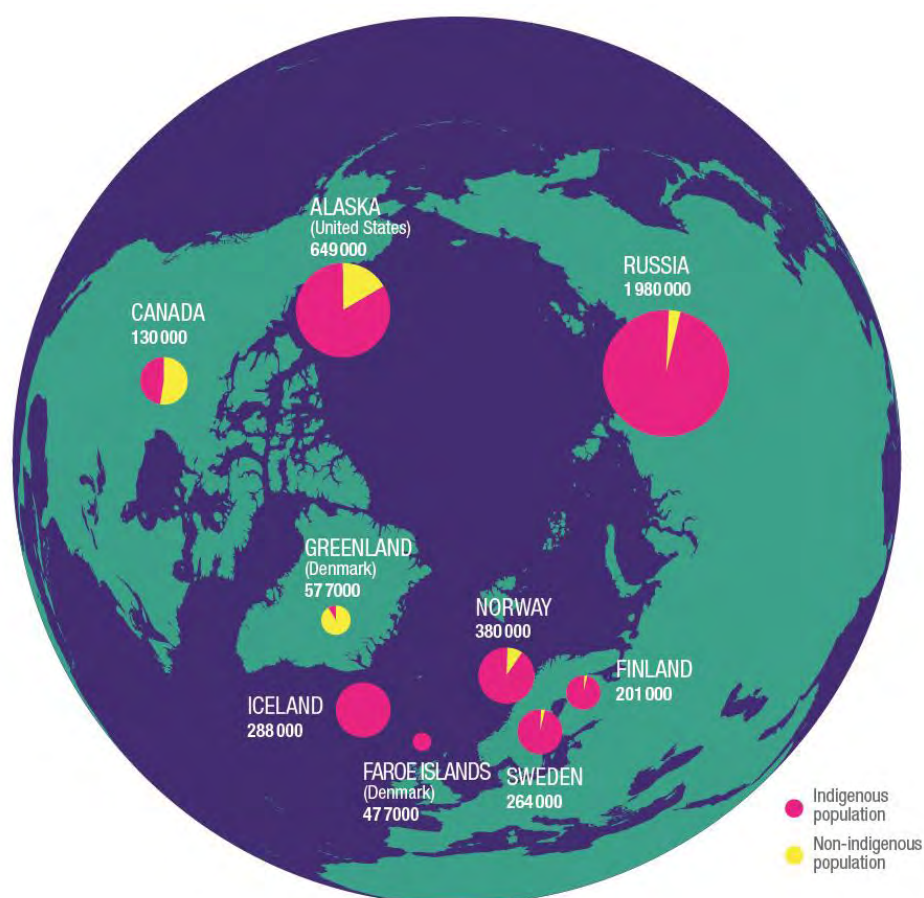 ALASKA
(United States)
649 000
RUSSIA
1 980 000
CANADA
130 000
GREENLAND
(Denmark)
57 7000
NORWAY
380 000
FINLAND
201 000
ICELAND
288 000
FAROE ISLANDS
(Denmark)
47 7000
SWEDEN
264 000
Indigenous
population
Non-indigenous
population